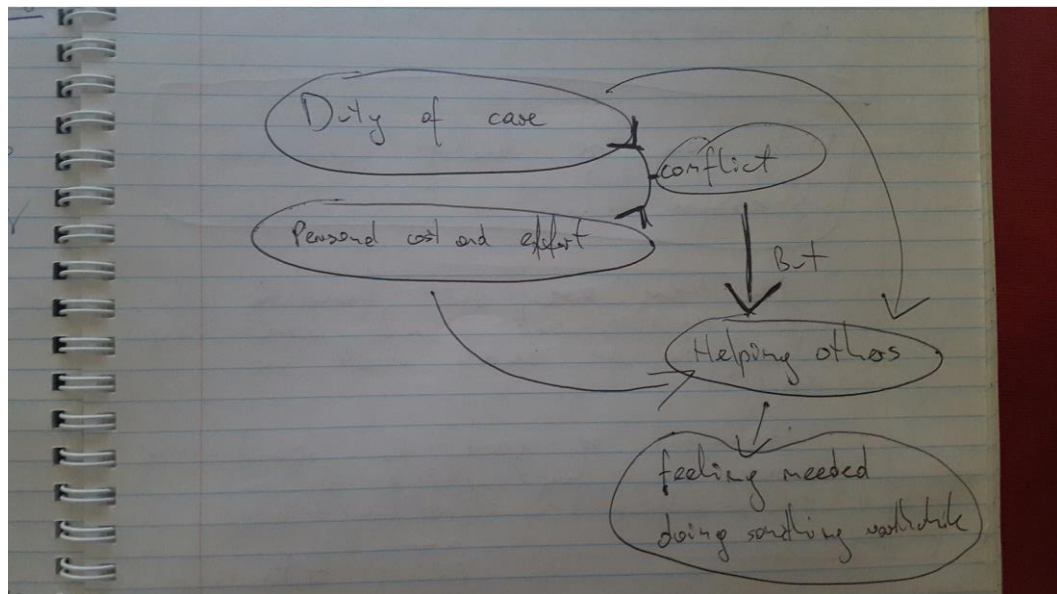 Duty of care
conflict
Personal cost and effort
But
Helping others
feeling needed
doing something worthwhile